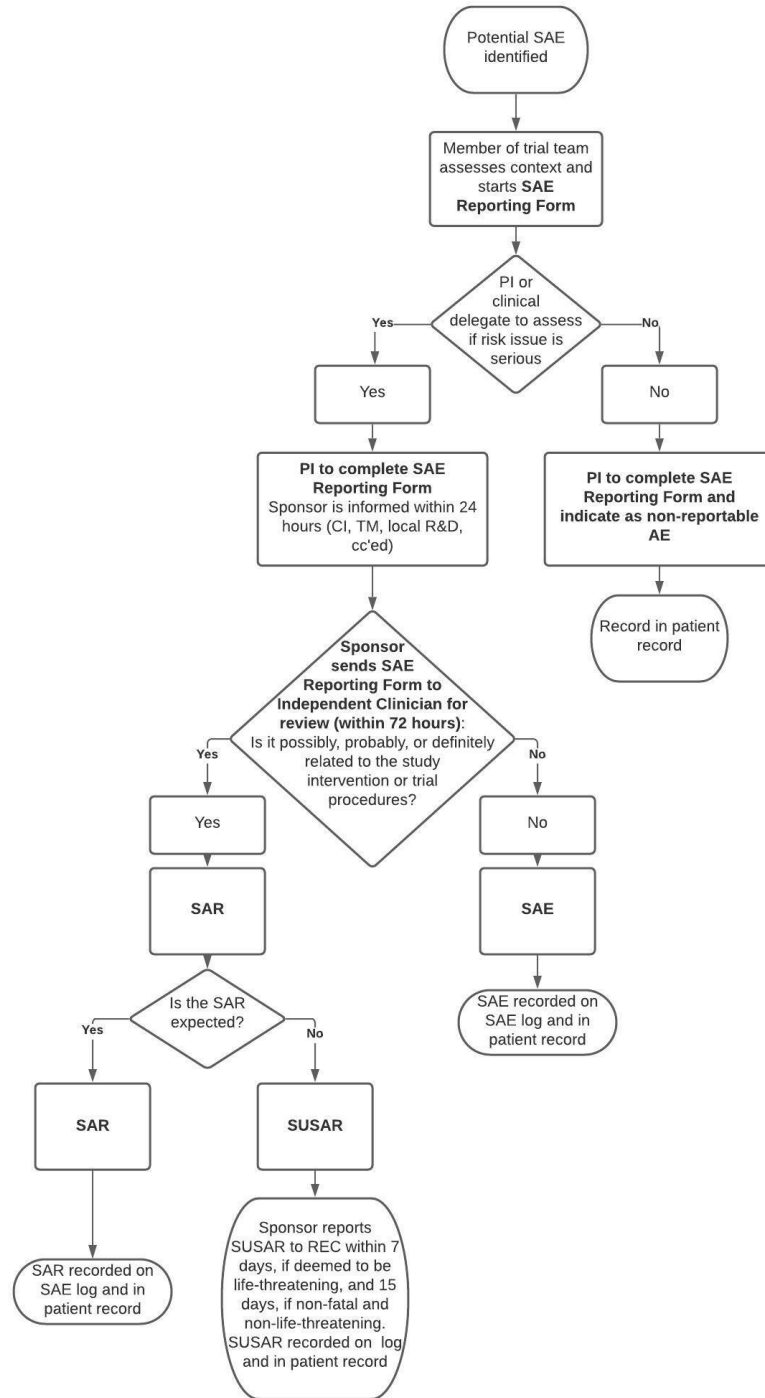 Potential SAE
identified
Member of trial team
assesses context and
starts SAE
Reporting Form
PI or
clinical
delegate to assess
if risk issue is
serious
Yes
No
Yes
No
PI to complete SAE
Reporting Form
Sponsor is informed within 24
hours (CI, TM, local R&D,
cc'ed)
PI to complete SAE
Reporting Form and
indicate as non-reportable
AE
Record in patient
record
Sponsor
sends SAE
Reporting Form to
Independent Clinician for
review (within 72 hours):
Is it possibly, probably, or definitely
related to the study
intervention or trial
procedures?
Yes
No
Yes
No
SAR
SAE
SAE recorded on
SAE log and in
patient record
Is the SAR
expected?
Yes
No
SAR
SUSAR
SAR recorded on
SAE log and in
patient record
Sponsor reports
SUSAR to REC within 7
days, if deemed to be
life-threatening, and 15
days, if non-fatal and
non-life-threatening.
SUSAR recorded on log
and in patient record